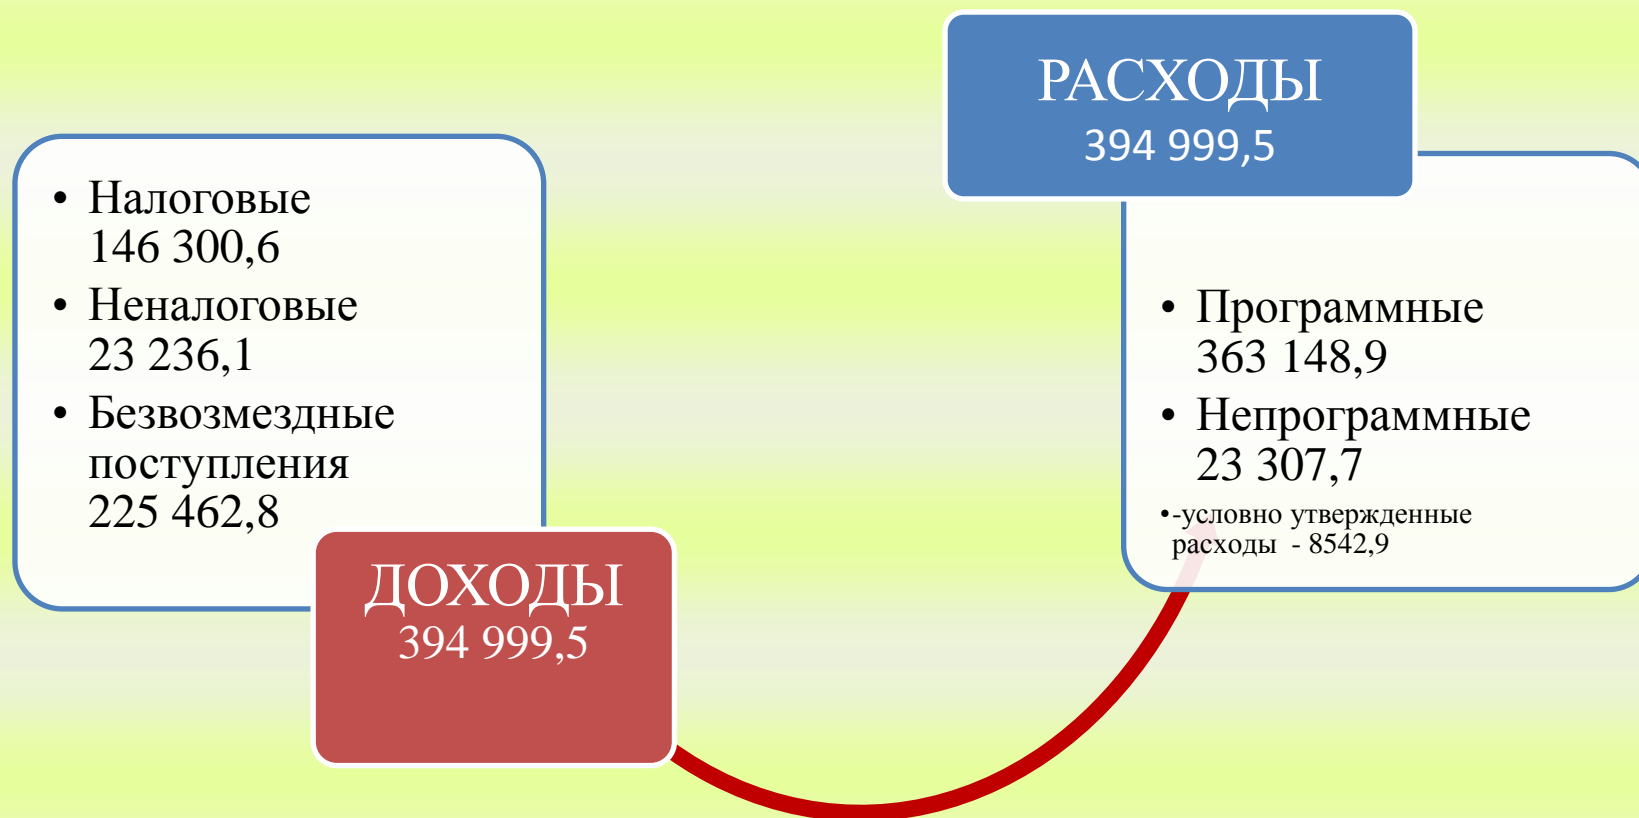 • Налоговые
146 300,6
• Неналоговые
23 236,1
• Безвозмездные
поступления
225 462,8
ДОХОДЫ
394 999,5
РАСХОДЫ
394 999,5
• Программные
363 148,9
• Непрограммные
23 307,7
•-условно утвержденные
расходы - 8542,9